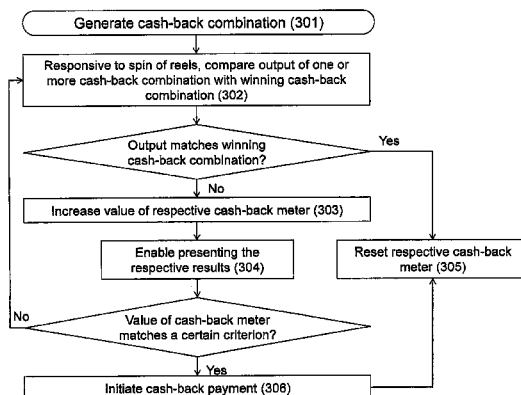 Generate cash-back combination (301)
Responsive to spin of reels, compare output of one or
more cash-back combination with winning cash-back
combination (302)
Output matches winning
cash-back combination?
Yes
No
Increase value of respective cash-back meter (303)
Enable presenting the
respective results (304)
Reset respective cash-back
meter (305)
No
Value of cash-back meter
matches a certain criterion?
Yes
Initiate cash-back payment (306)